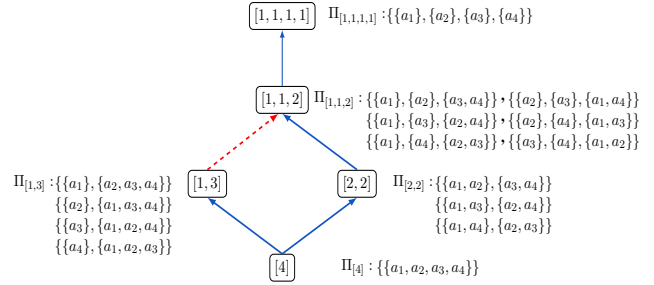 [1, 1, 1, 1] Π[1,1,1,1] : {{a1}, {a2}, {a3}, {a4}}
[1, 1, 2] Π[1,1,2] : {{a1}, {a2}, {a3, a4}} , {{a2}, {a3}, {a1, a4}}
{{a1}, {a3}, {a2, a4}} , {{a2}, {a4}, {a1, a3}}
{{a1}, {a4}, {a2, a3}} , {{a3}, {a4}, {a1, a2}}
Π[1,3] : {{a1}, {a2, a3, a4}} [1, 3] [2, 2] Π[2,2] : {{a1, a2}, {a3, a4}}
{{a2}, {a1, a3, a4}} {{a1, a3}, {a2, a4}}
{{a3}, {a1, a2, a4}} {{a1, a4}, {a2, a3}}
{{a4}, {a1, a2, a3}}
[4] Π[4] : {{a1, a2, a3, a4}}